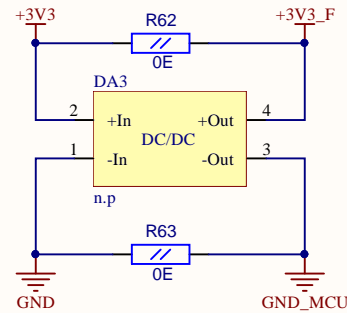 +3V3
R62
+3V3_F
0E
DA3
2
+In
+Out
4
DC/DC
1
-In
-Out
3
n.p
R63
0E
GND
GND_MCU